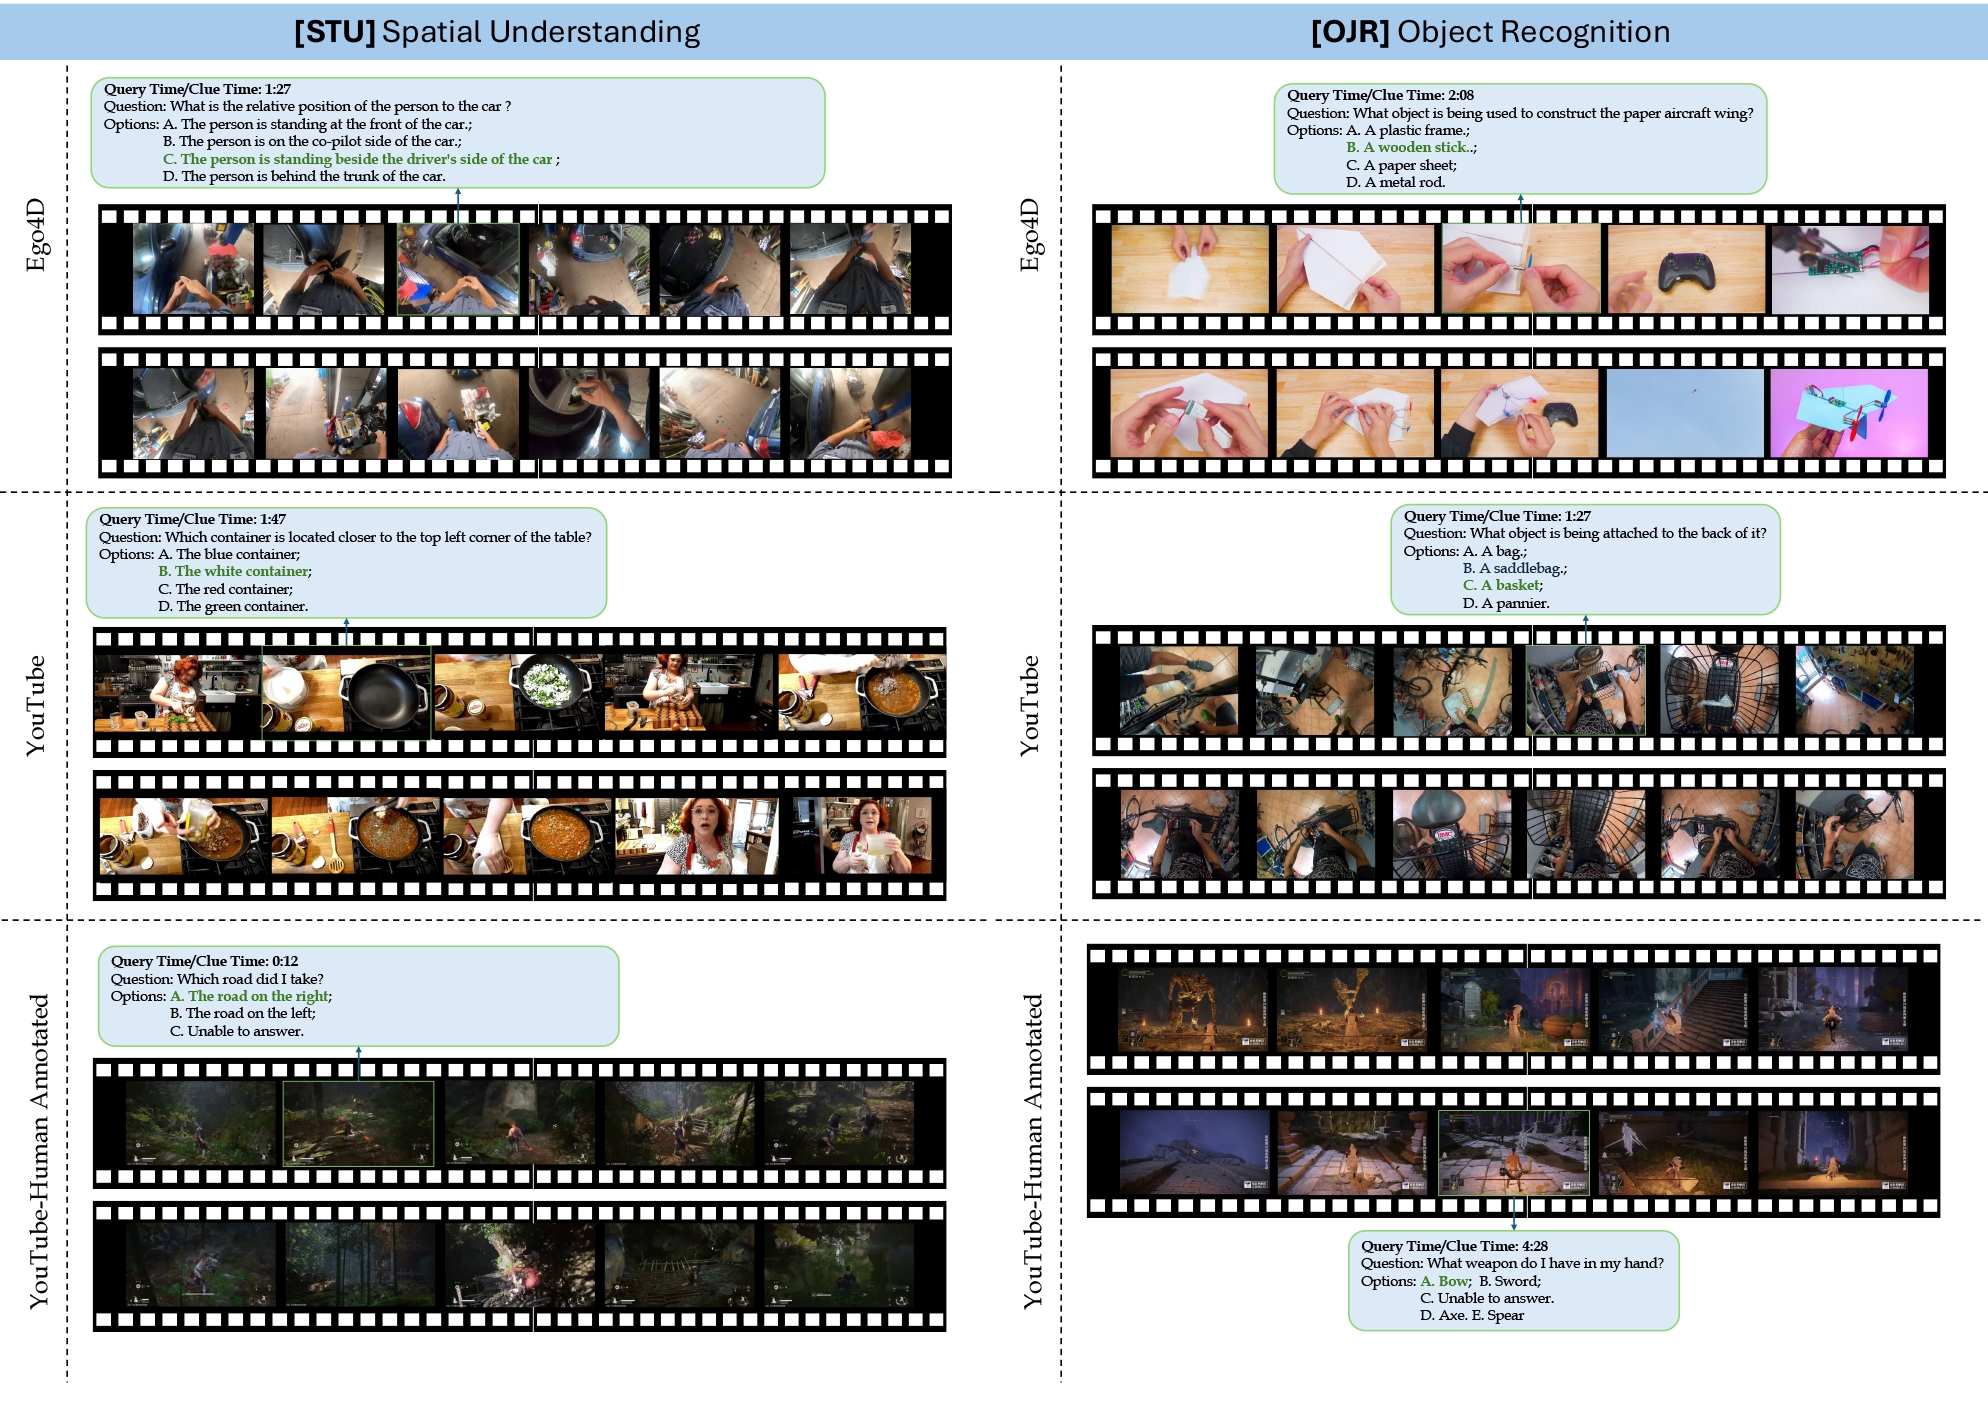 [STU] Spatial Understanding
Ego4D
Query Time/Clue Time: 1:27
Question: What is the relative position of the person to the car ?
Options: A. The person is standing at the front of the car.;
B. The person is on the co-pilot side of the car.;
C. The person is standing beside the driver's side of the car ;
D. The person is behind the trunk of the car.
YouTube
Query Time/Clue Time: 1:47
Question: Which container is located closer to the top left corner of the table?
Options: A. The blue container;
B. The white container;
C. The red container;
D. The green container.
YouTube-Human Annotated
Query Time/Clue Time: 0:12
Question: Which road did I take?
Options: A. The road on the right;
B. The road on the left;
C. Unable to answer.
[OJR] Object Recognition
Ego4D
Query Time/Clue Time: 2:08
Question: What object is being used to construct the paper aircraft wing?
Options: A. A plastic frame.;
B. A wooden stick..;
C. A paper sheet;
D. A metal rod.
YouTube
Query Time/Clue Time: 1:27
Question: What object is being attached to the back of it?
Options: A. A bag.;
B. A saddlebag.;
C. A basket;
D. A pannier.
YouTube-Human Annotated
Query Time/Clue Time: 4:28
Question: What weapon do I have in my hand?
Options: A. Bow; B. Sword;
C. Unable to answer.
D. Axe. E. Spear